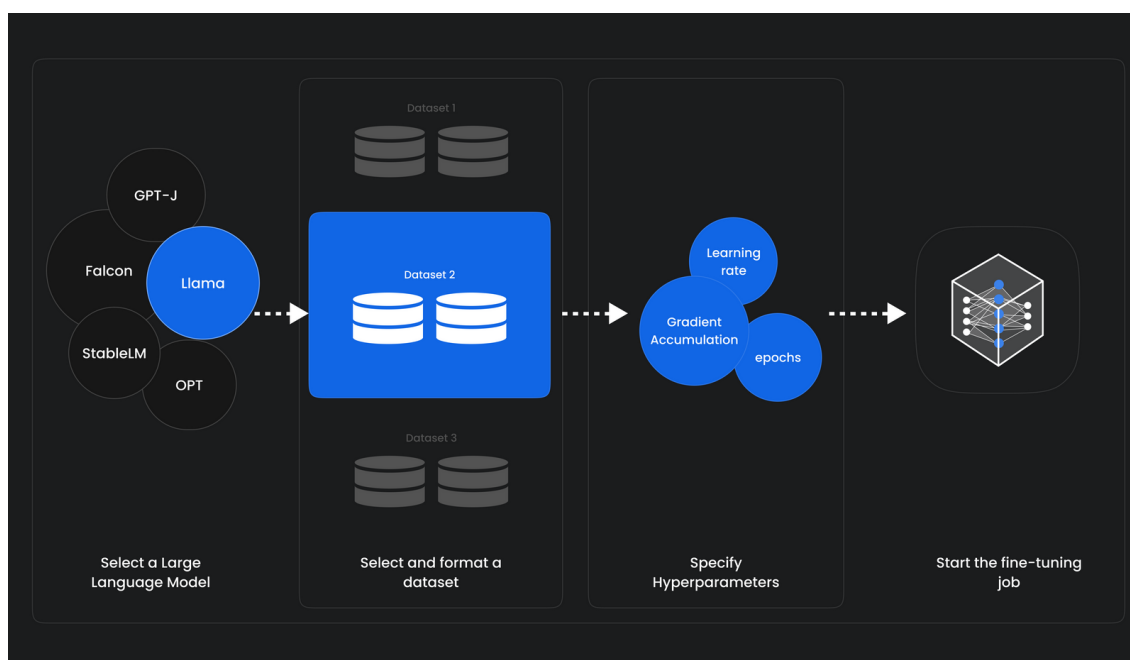 GPT-J
Falcon
Llama
StableLM
OPT
Select a Large
Language Model
Dataset 1
Dataset 2
Dataset 3
Select and format a
dataset
Learning
rate
Gradient
Accumulation
epochs
Specify
Hyperparameters
Start the fine-tuning
job